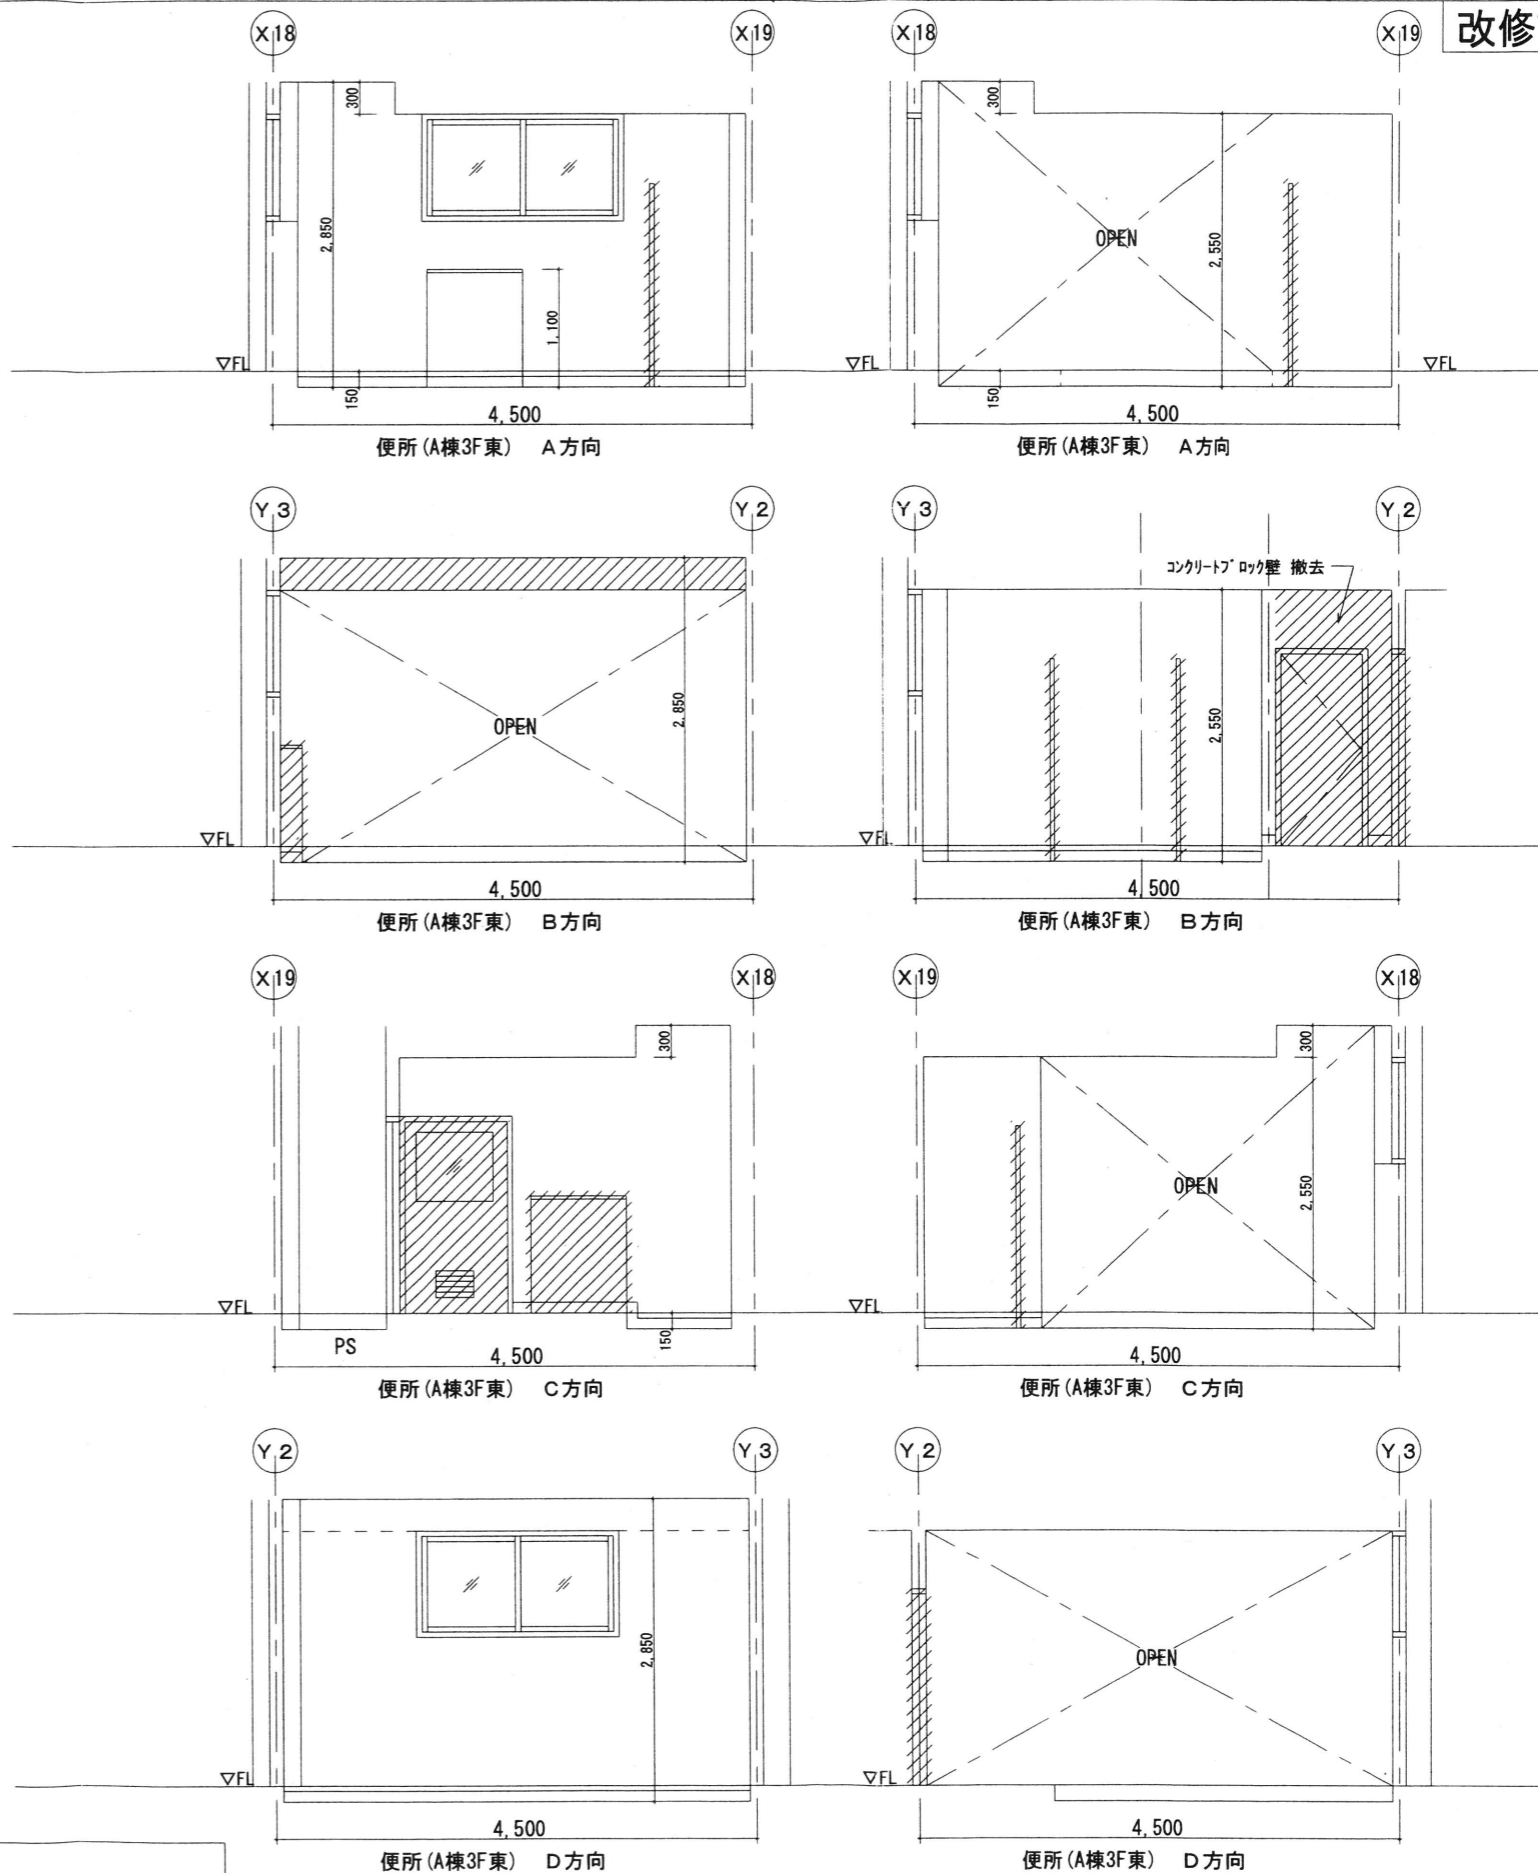 改修
X18 X19 X18 X19
300 300
2,850 2,550
OPEN
1,100
▽FL ▽FL ▽FL
150 150
4,500 4,500
便所(A棟3F東) A方向 便所(A棟3F東) A方向
Y3 Y2 Y3 Y2
コンクリートブロック壁 撤去
2,850 2,550
OPEN
▽FL ▽FL
4,500 4,500
便所(A棟3F東) B方向 便所(A棟3F東) B方向
X19 X18 X19 X18
300 300
OPEN
2,550
▽FL ▽FL
PS 150
4,500 4,500
便所(A棟3F東) C方向 便所(A棟3F東) C方向
Y2 Y3 Y2 Y3
2,850
OPEN
▽FL ▽FL
4,500 4,500
便所(A棟3F東) D方向 便所(A棟3F東) D方向